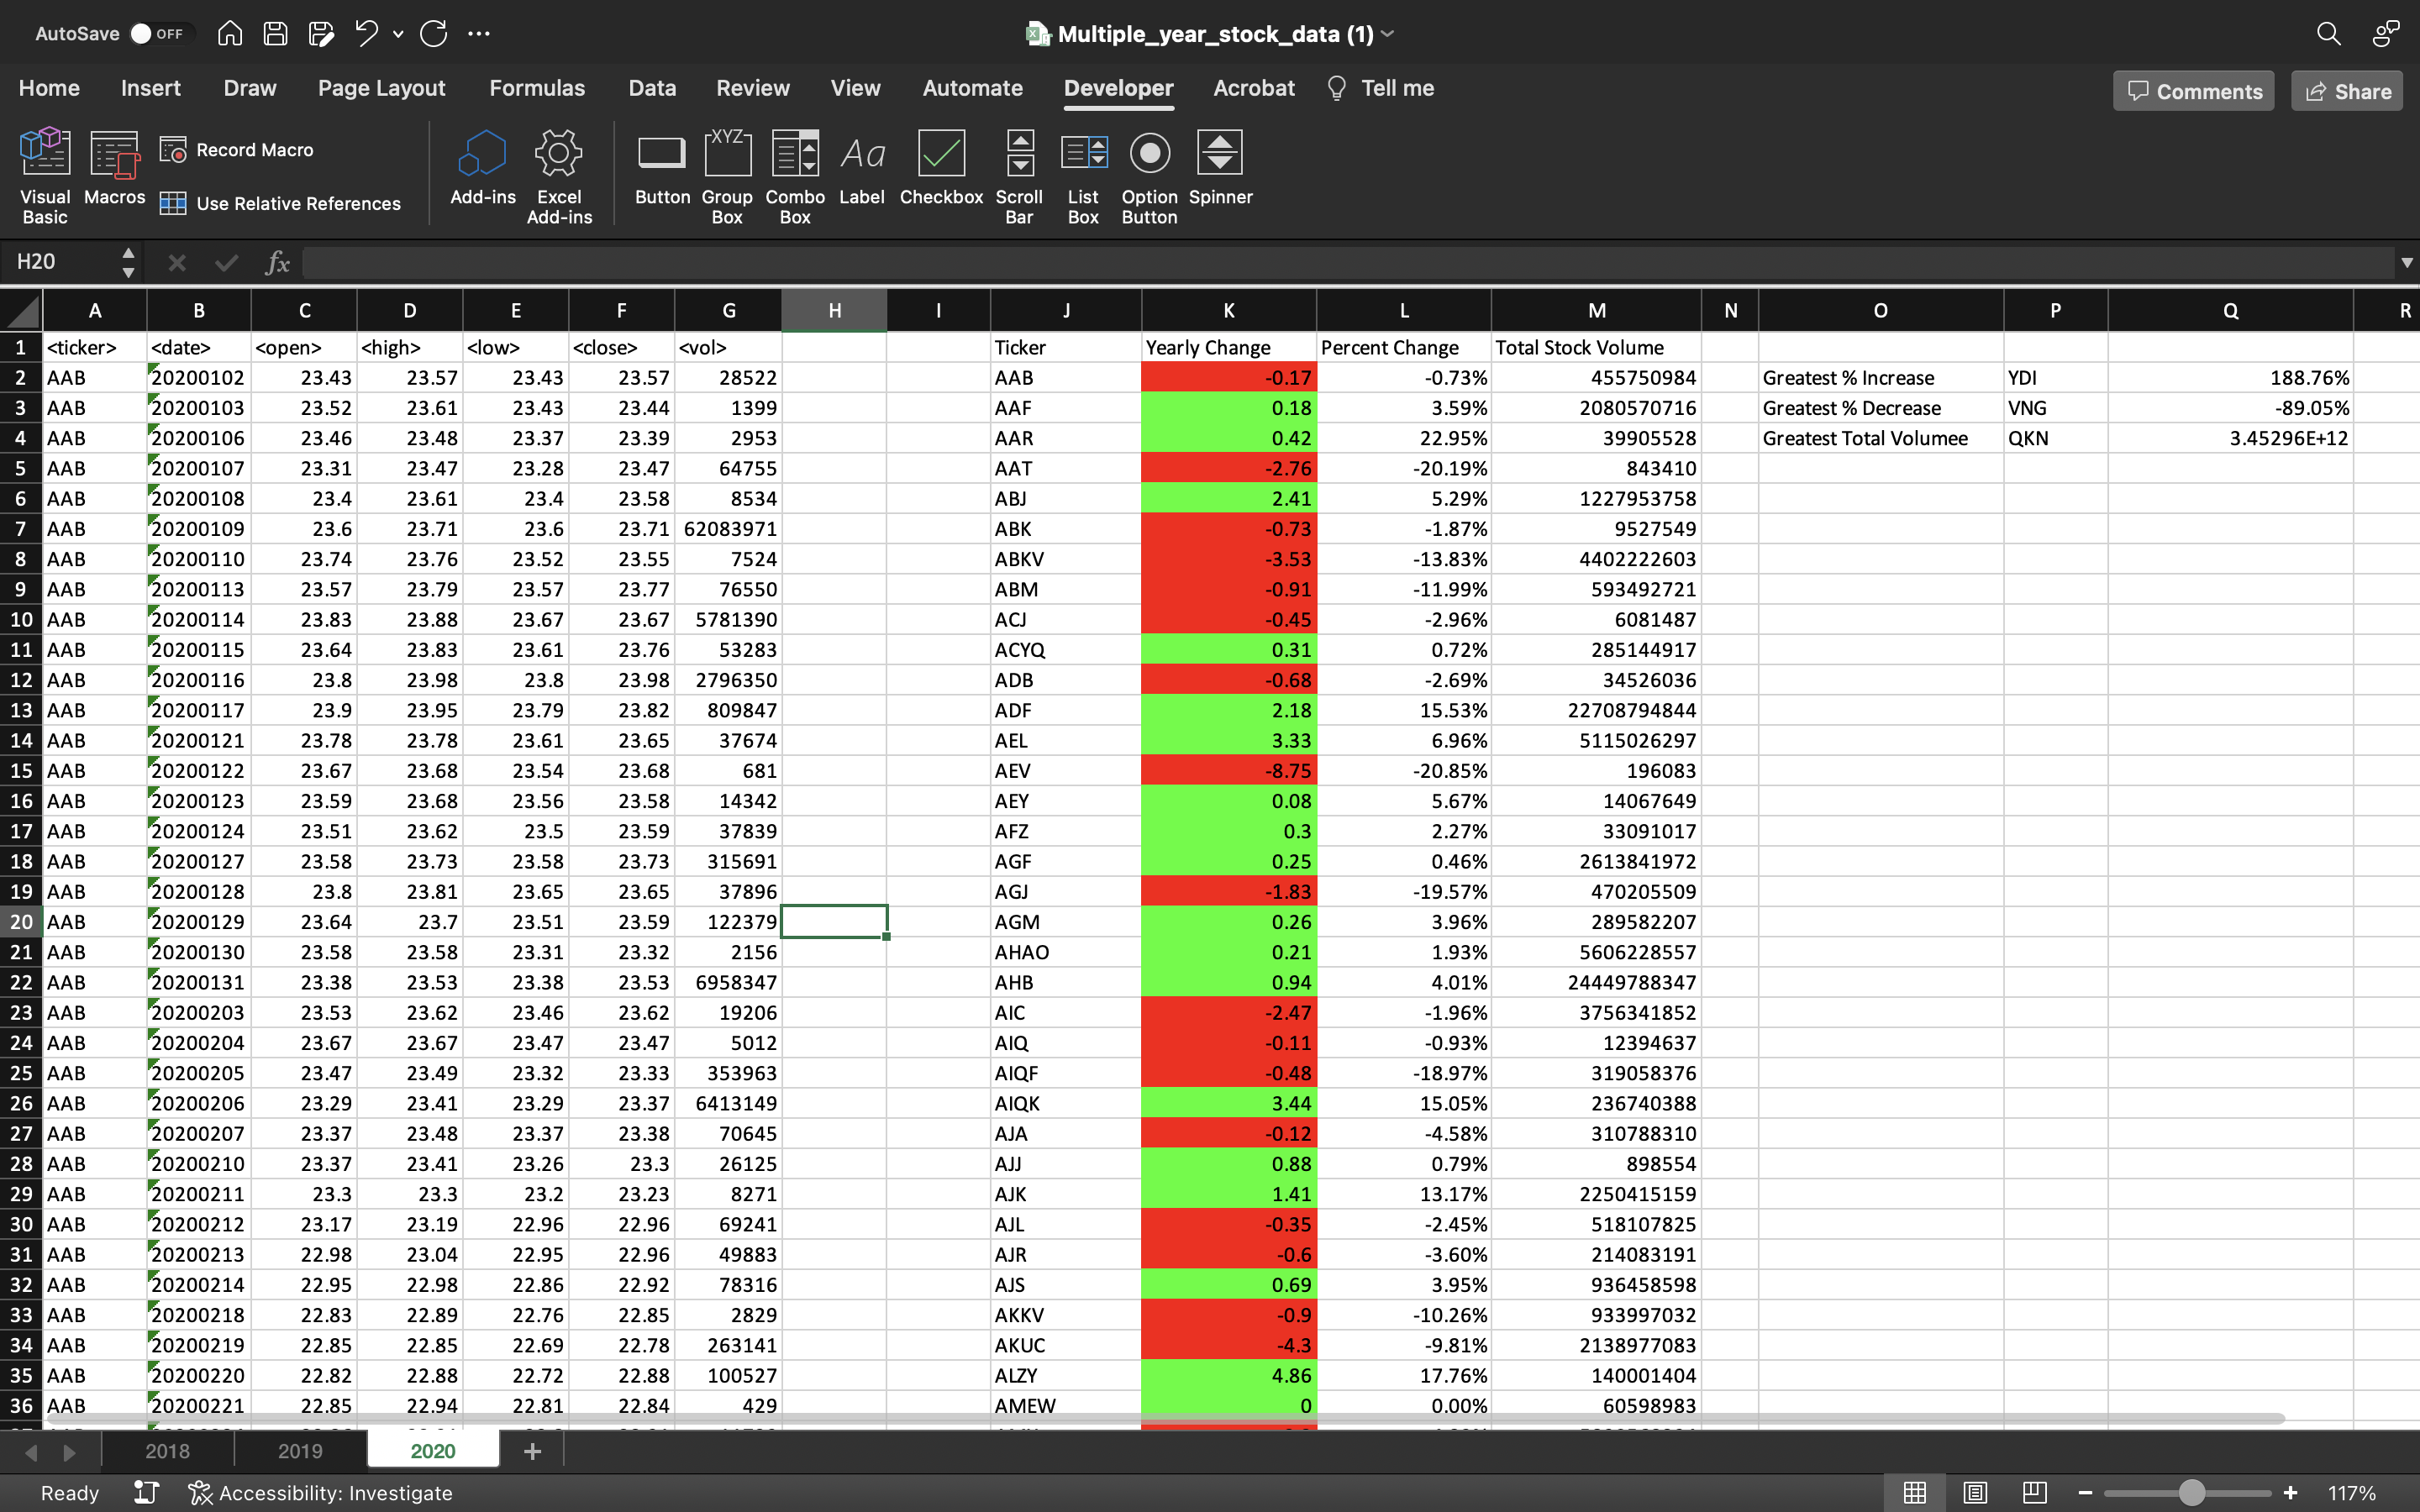 AutoSave OFF Multiple_year_stock_data (1)
Home Insert Draw Page Layout Formulas Data Review View Automate Developer Acrobat Tell me Comments Share
Visual Basic Macros Record Macro Use Relative References Add-ins Excel Add-ins Button Group Box Combo Box Label Checkbox Scroll Bar List Box Option Button Spinner
H20 fx
A B C D E F G H I J K L M N O P Q R
1 <ticker> <date> <open> <high> <low> <close> <vol> Ticker Yearly Change Percent Change Total Stock Volume
2 AAB 20200102 23.43 23.57 23.43 23.57 28522 AAB -0.17 -0.73% 455750984 Greatest % Increase YDI 188.76%
3 AAB 20200103 23.52 23.61 23.43 23.44 1399 AAF 0.18 3.59% 2080570716 Greatest % Decrease VNG -89.05%
4 AAB 20200106 23.46 23.48 23.37 23.39 2953 AAR 0.42 22.95% 39905528 Greatest Total Volumee QKN 3.45296E+12
5 AAB 20200107 23.31 23.47 23.28 23.47 64755 AAT -2.76 -20.19% 843410
6 AAB 20200108 23.4 23.61 23.4 23.58 8534 ABJ 2.41 5.29% 1227953758
7 AAB 20200109 23.6 23.71 23.6 23.71 62083971 ABK -0.73 -1.87% 9527549
8 AAB 20200110 23.74 23.76 23.52 23.55 7524 ABKV -3.53 -13.83% 4402222603
9 AAB 20200113 23.57 23.79 23.57 23.77 76550 ABM -0.91 -11.99% 593492721
10 AAB 20200114 23.83 23.88 23.67 23.67 5781390 ACJ -0.45 -2.96% 6081487
11 AAB 20200115 23.64 23.83 23.61 23.76 53283 ACYQ 0.31 0.72% 285144917
12 AAB 20200116 23.8 23.98 23.8 23.98 2796350 ADB -0.68 -2.69% 34526036
13 AAB 20200117 23.9 23.95 23.79 23.82 809847 ADF 2.18 15.53% 22708794844
14 AAB 20200121 23.78 23.78 23.61 23.65 37674 AEL 3.33 6.96% 5115026297
15 AAB 20200122 23.67 23.68 23.54 23.68 681 AEV -8.75 -20.85% 196083
16 AAB 20200123 23.59 23.68 23.56 23.58 14342 AEY 0.08 5.67% 14067649
17 AAB 20200124 23.51 23.62 23.5 23.59 37839 AFZ 0.3 2.27% 33091017
18 AAB 20200127 23.58 23.73 23.58 23.73 315691 AGF 0.25 0.46% 2613841972
19 AAB 20200128 23.8 23.81 23.65 23.65 37896 AGJ -1.83 -19.57% 470205509
20 AAB 20200129 23.64 23.7 23.51 23.59 122379 AGM 0.26 3.96% 289582207
21 AAB 20200130 23.58 23.58 23.31 23.32 2156 AHAO 0.21 1.93% 5606228557
22 AAB 20200131 23.38 23.53 23.38 23.53 6958347 AHB 0.94 4.01% 24449788347
23 AAB 20200203 23.53 23.62 23.46 23.62 19206 AIC -2.47 -1.96% 3756341852
24 AAB 20200204 23.67 23.67 23.47 23.47 5012 AIQ -0.11 -0.93% 12394637
25 AAB 20200205 23.47 23.49 23.32 23.33 353963 AIQF -0.48 -18.97% 319058376
26 AAB 20200206 23.29 23.41 23.29 23.37 6413149 AIQK 3.44 15.05% 236740388
27 AAB 20200207 23.37 23.48 23.37 23.38 70645 AJA -0.12 -4.58% 310788310
28 AAB 20200210 23.37 23.41 23.26 23.3 26125 AJJ 0.88 0.79% 898554
29 AAB 20200211 23.3 23.3 23.2 23.23 8271 AJK 1.41 13.17% 2250415159
30 AAB 20200212 23.17 23.19 22.96 22.96 69241 AJL -0.35 -2.45% 518107825
31 AAB 20200213 22.98 23.04 22.95 22.96 49883 AJR -0.6 -3.60% 214083191
32 AAB 20200214 22.95 22.98 22.86 22.92 78316 AJS 0.69 3.95% 936458598
33 AAB 20200218 22.83 22.89 22.76 22.85 2829 AKKV -0.9 -10.26% 933997032
34 AAB 20200219 22.85 22.85 22.69 22.78 263141 AKUC -4.3 -9.81% 2138977083
35 AAB 20200220 22.82 22.88 22.72 22.88 100527 ALZY 4.86 17.76% 140001404
36 AAB 20200221 22.85 22.94 22.81 22.84 429 AMEW 0 0.00% 60598983
2018 2019 2020 +
Ready Accessibility: Investigate 117%